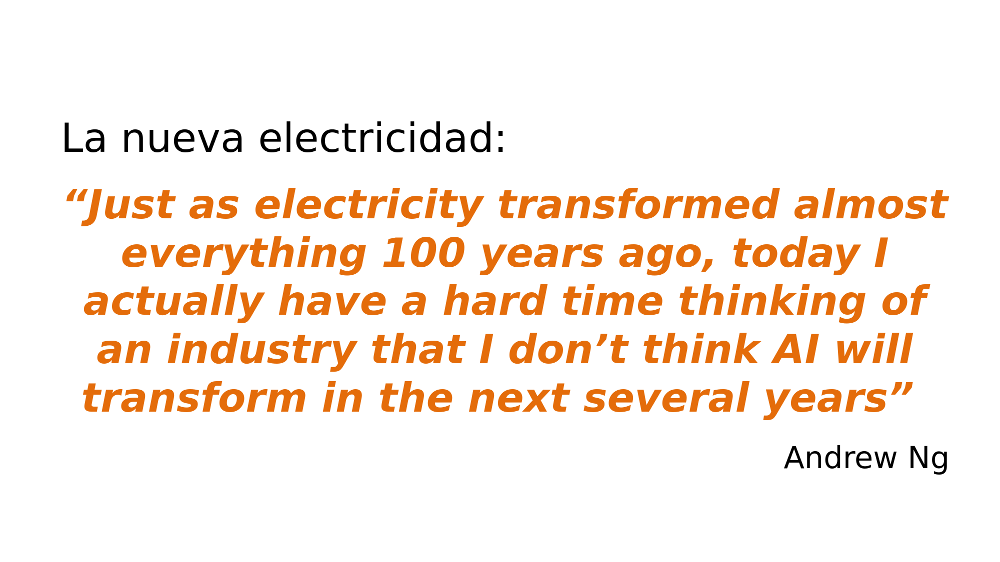 La nueva electricidad:
“Just as electricity transformed almost
everything 100 years ago, today I
actually have a hard time thinking of
an industry that I don’t think AI will
transform in the next several years”
Andrew Ng